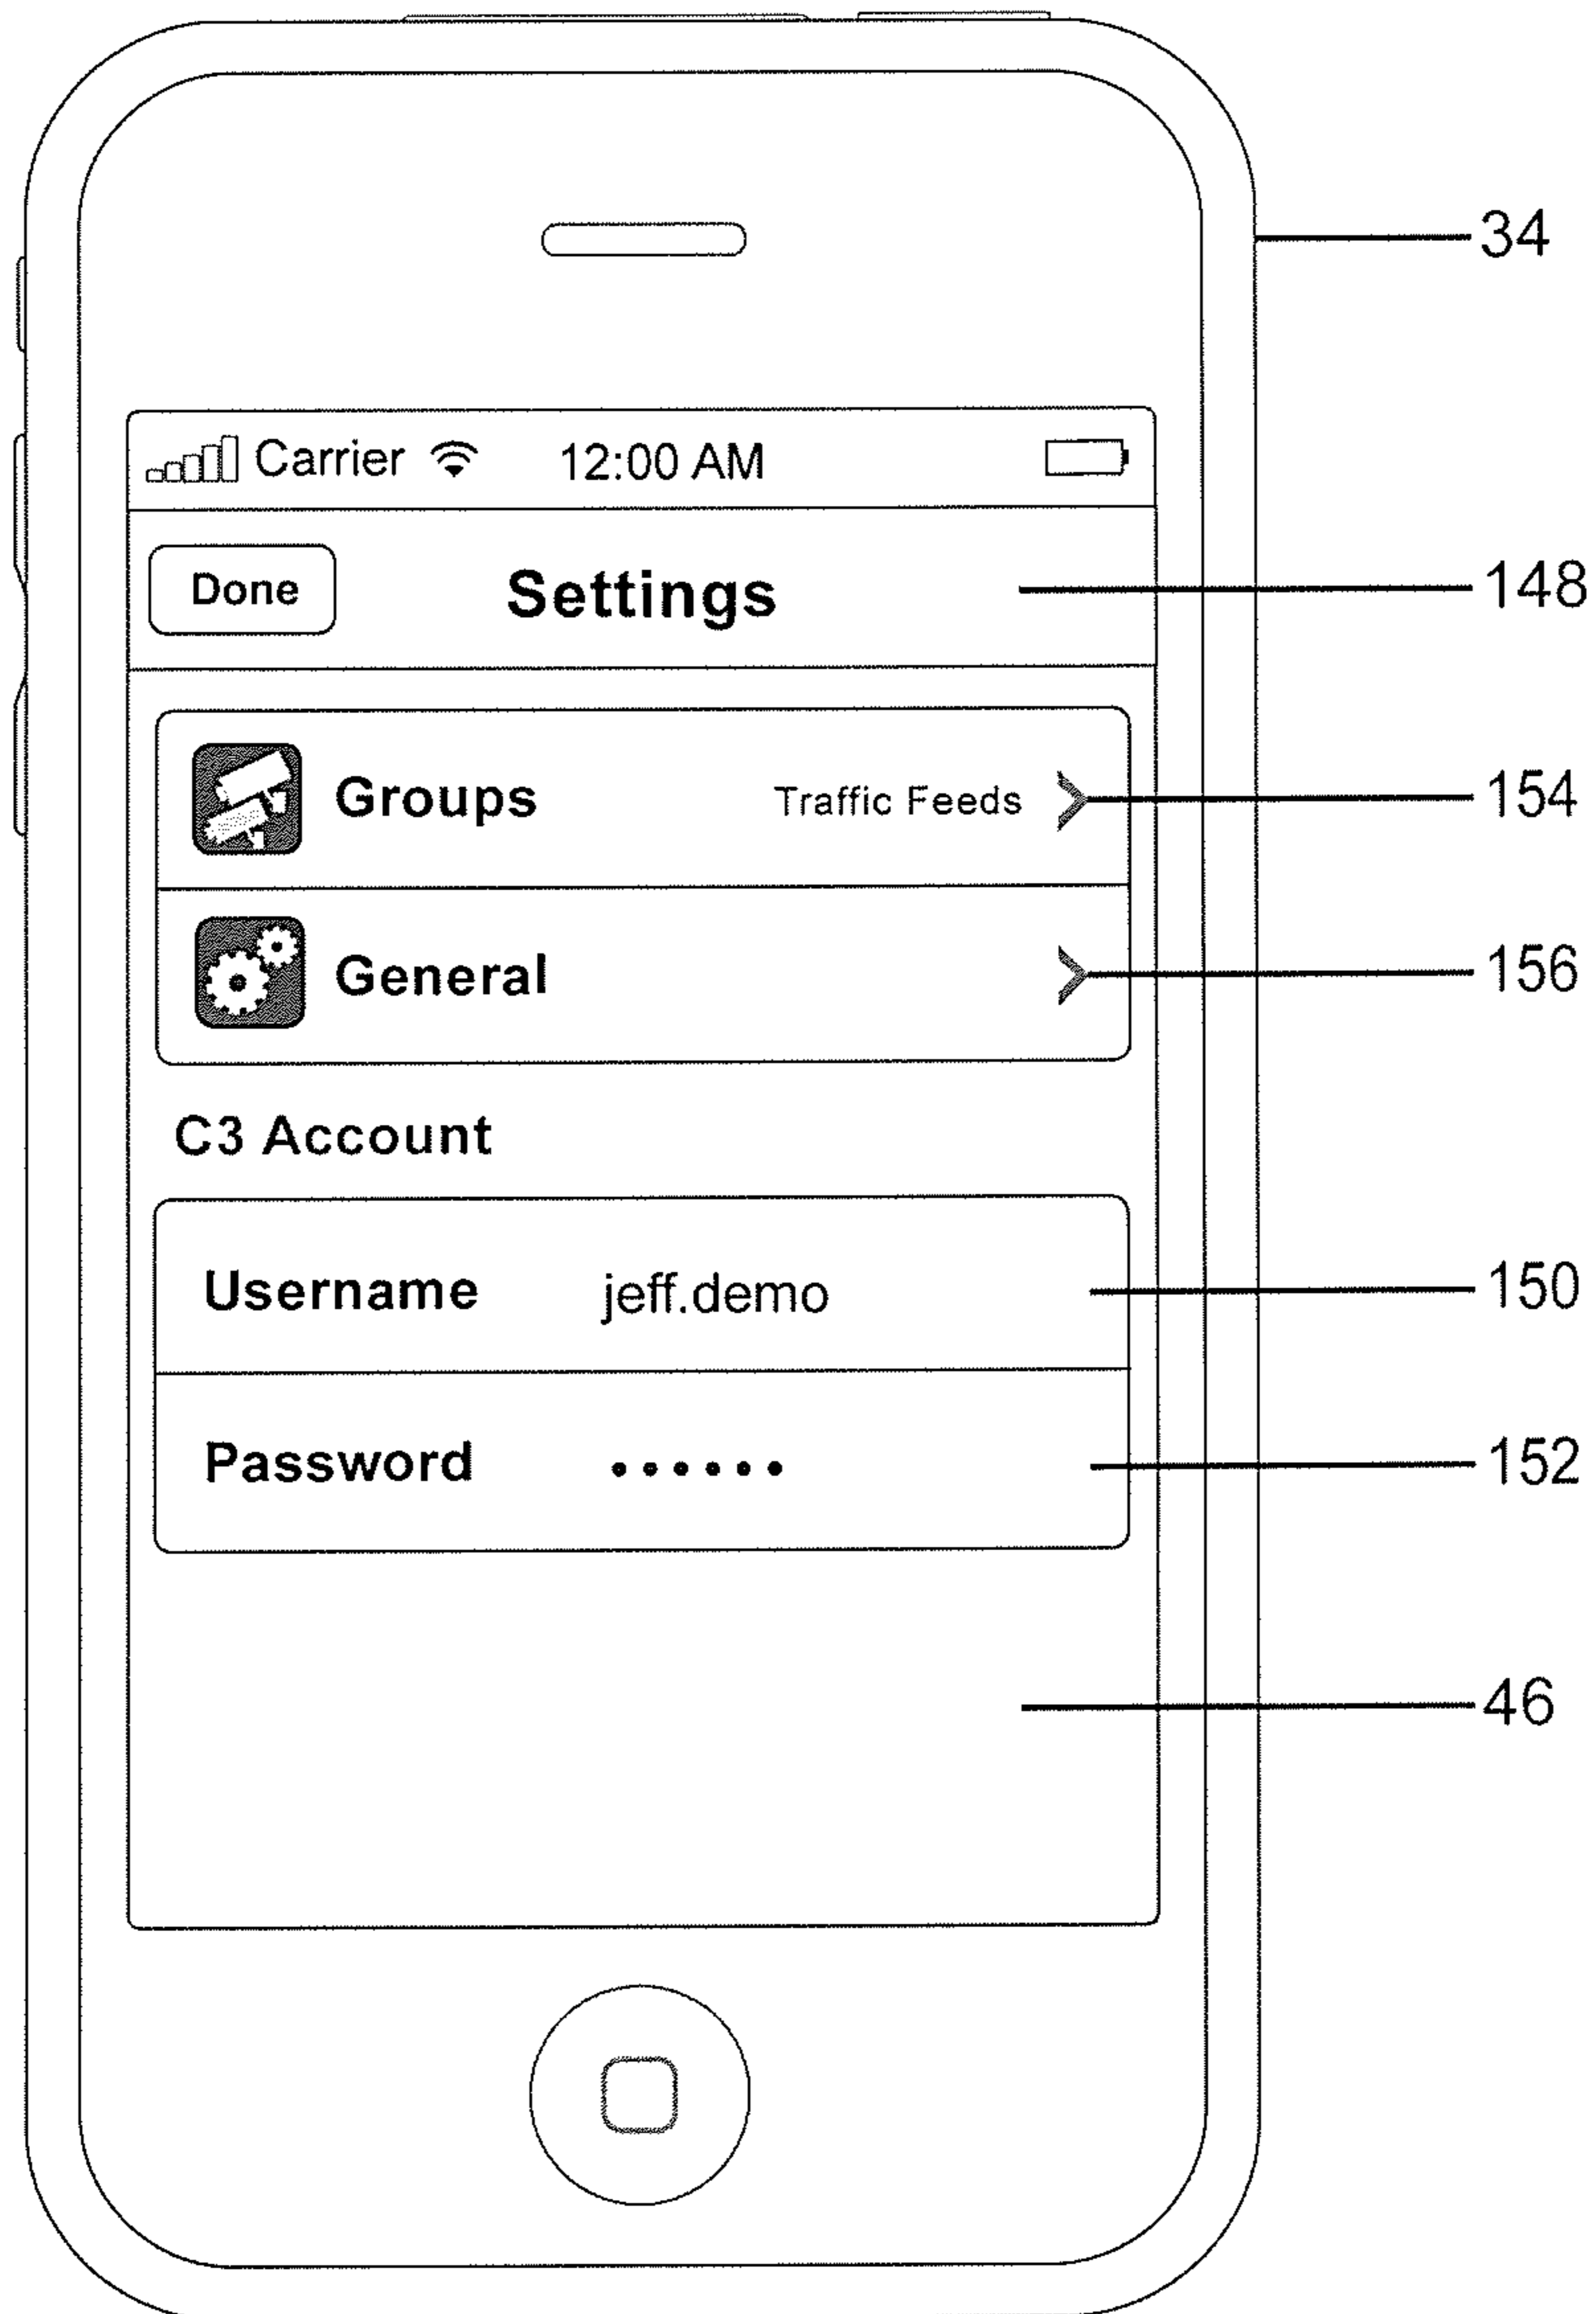 34
Carrier 12:00 AM
Done Settings 148
Groups Traffic Feeds 154
General 156
C3 Account
Username jeff.demo 150
Password •••••• 152
46